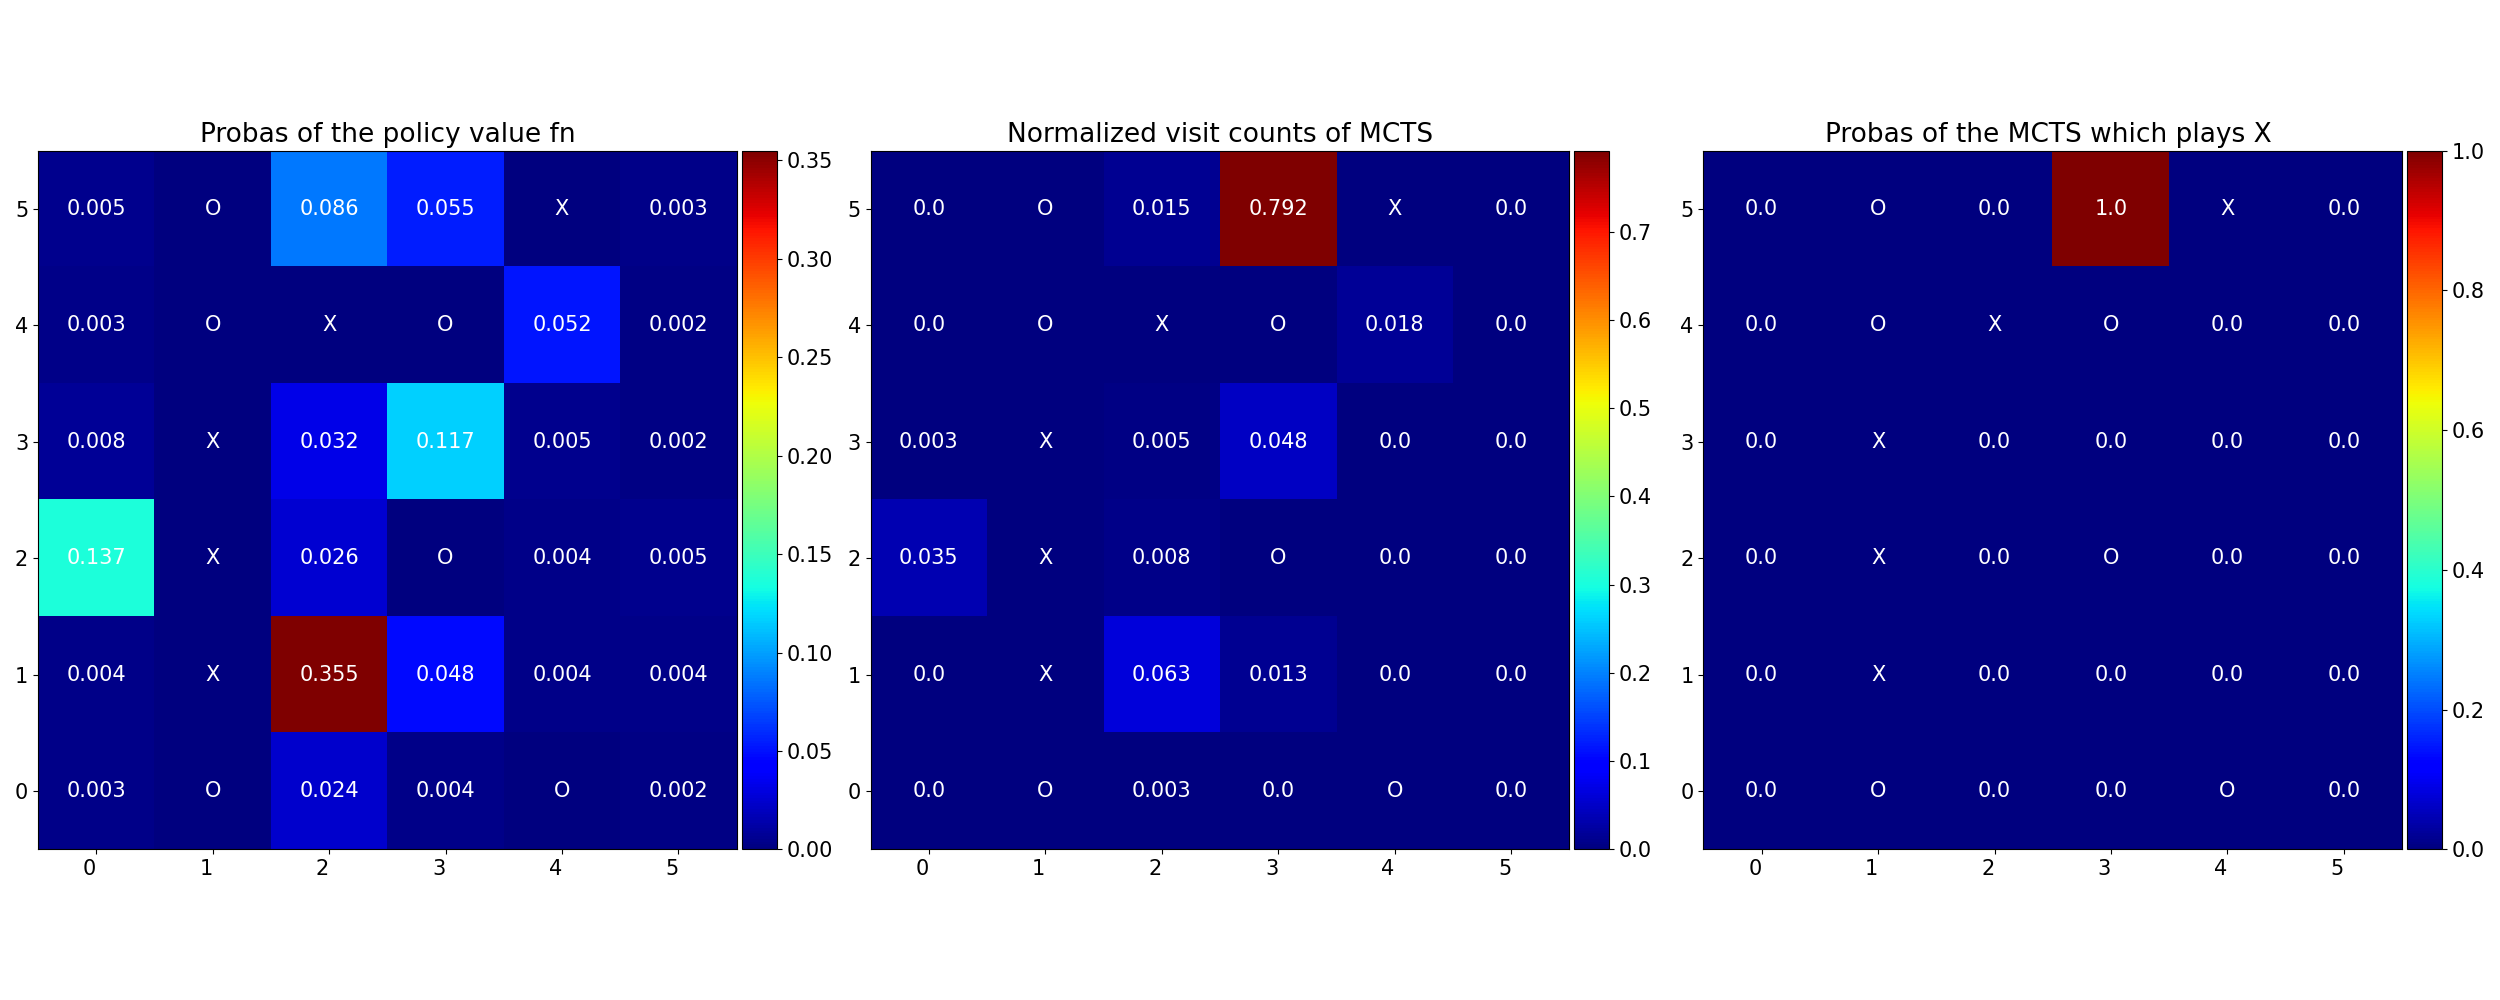 Probas of the policy value fn
5 0.005 O 0.086 0.055 X 0.003
4 0.003 O X O 0.052 0.002
3 0.008 X 0.032 0.117 0.005 0.002
2 0.137 X 0.026 O 0.004 0.005
1 0.004 X 0.355 0.048 0.004 0.004
0 0.003 O 0.024 0.004 O 0.002
0 1 2 3 4 5
0.35
0.30
0.25
0.20
0.15
0.10
0.05
0.00
Normalized visit counts of MCTS
5 0.0 O 0.015 0.792 X 0.0
4 0.0 O X O 0.018 0.0
3 0.003 X 0.005 0.048 0.0 0.0
2 0.035 X 0.008 O 0.0 0.0
1 0.0 X 0.063 0.013 0.0 0.0
0 0.0 O 0.003 0.0 O 0.0
0 1 2 3 4 5
0.7
0.6
0.5
0.4
0.3
0.2
0.1
0.0
Probas of the MCTS which plays X
5 0.0 O 0.0 1.0 X 0.0
4 0.0 O X O 0.0 0.0
3 0.0 X 0.0 0.0 0.0 0.0
2 0.0 X 0.0 O 0.0 0.0
1 0.0 X 0.0 0.0 0.0 0.0
0 0.0 O 0.0 0.0 O 0.0
0 1 2 3 4 5
1.0
0.8
0.6
0.4
0.2
0.0